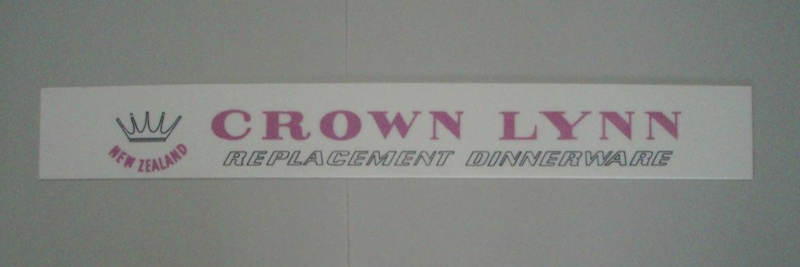 NEW ZEALAND
CROWN LYNN
REPLACEMENT DINNERWARE